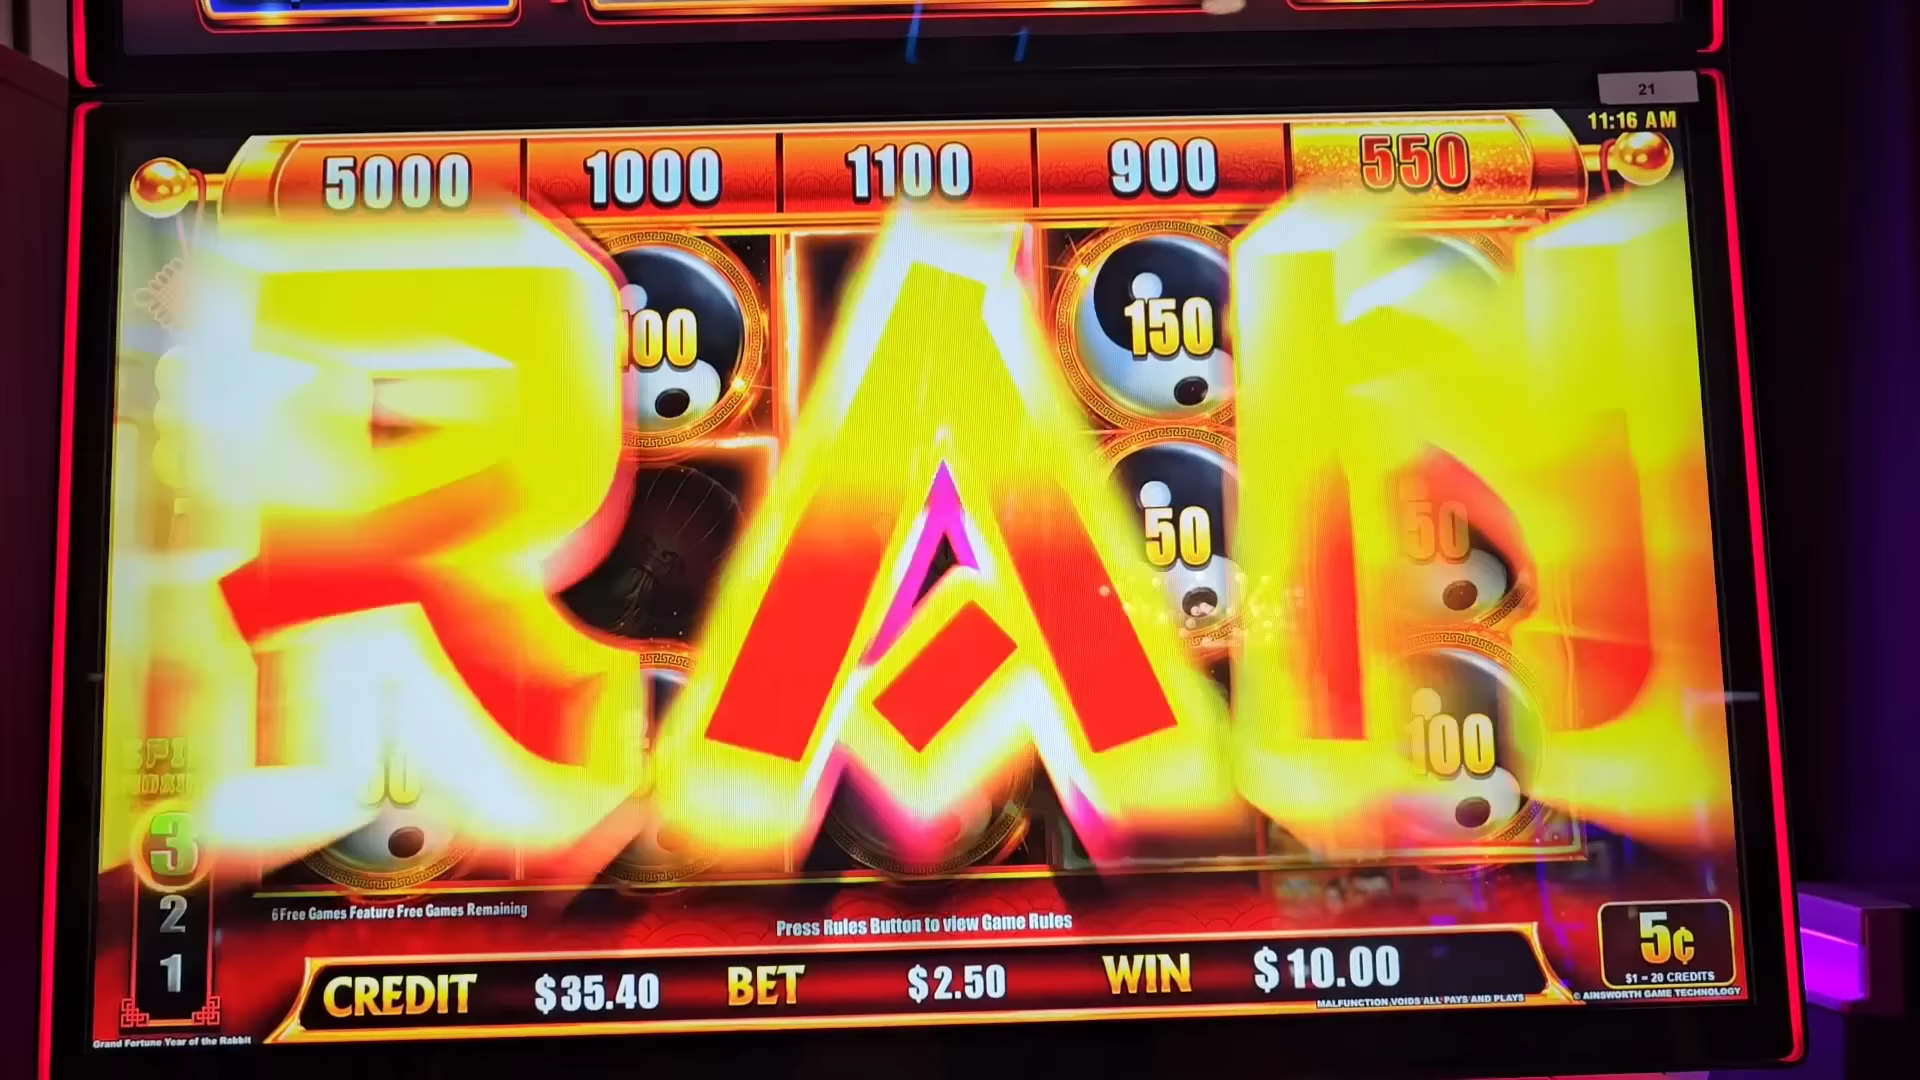 21
11:16 AM
5000 1000 1100 900 550
RAN
100 150
50 50
100
3
2
1
6 Free Games Feature Free Games Remaining
Press Rules Button to view Game Rules
CREDIT $35.40 BET $2.50 WIN $10.00
5¢
$1 = 20 CREDITS
MALFUNCTION VOIDS ALL PAYS AND PLAYS
© AINSWORTH GAME TECHNOLOGY
Grand Fortune Year of the Rabbit